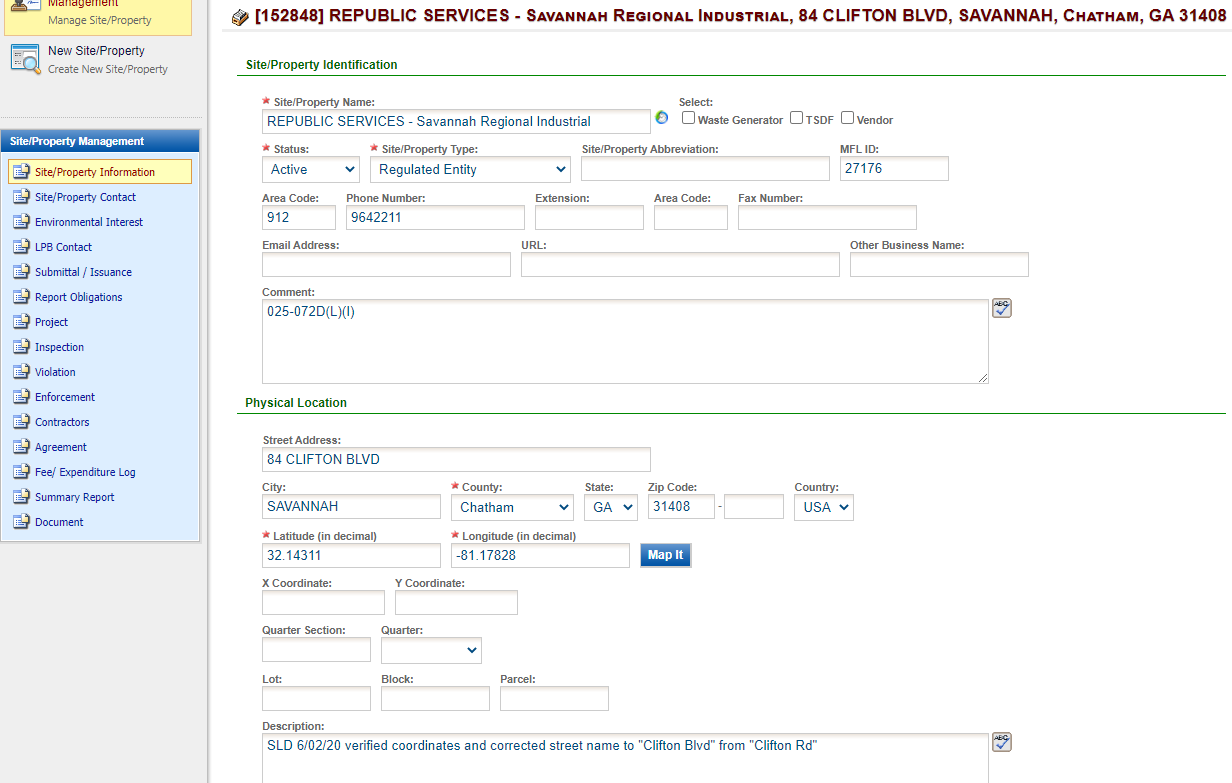 Management
Manage Site/Property
New Site/Property
Create New Site/Property
Site/Property Management
Site/Property Information
Site/Property Contact
Environmental Interest
LPB Contact
Submittal / Issuance
Report Obligations
Project
Inspection
Violation
Enforcement
Contractors
Agreement
Fee/ Expenditure Log
Summary Report
Document
[152848] REPUBLIC SERVICES - Savannah Regional Industrial, 84 CLIFTON BLVD, SAVANNAH, Chatham, GA 31408
Site/Property Identification
* Site/Property Name: Select:
REPUBLIC SERVICES - Savannah Regional Industrial Waste Generator TSDF Vendor
* Status: * Site/Property Type: Site/Property Abbreviation: MFL ID:
Active Regulated Entity 27176
Area Code: Phone Number: Extension: Area Code: Fax Number:
912 9642211
Email Address: URL: Other Business Name:
Comment:
025-072D(L)(I) ABC
Physical Location
Street Address:
84 CLIFTON BLVD
City: * County: State: Zip Code: Country:
SAVANNAH Chatham GA 31408 - USA
* Latitude (in decimal) * Longitude (in decimal)
32.14311 -81.17828 Map It
X Coordinate: Y Coordinate:
Quarter Section: Quarter:
Lot: Block: Parcel:
Description:
SLD 6/02/20 verified coordinates and corrected street name to "Clifton Blvd" from "Clifton Rd" ABC